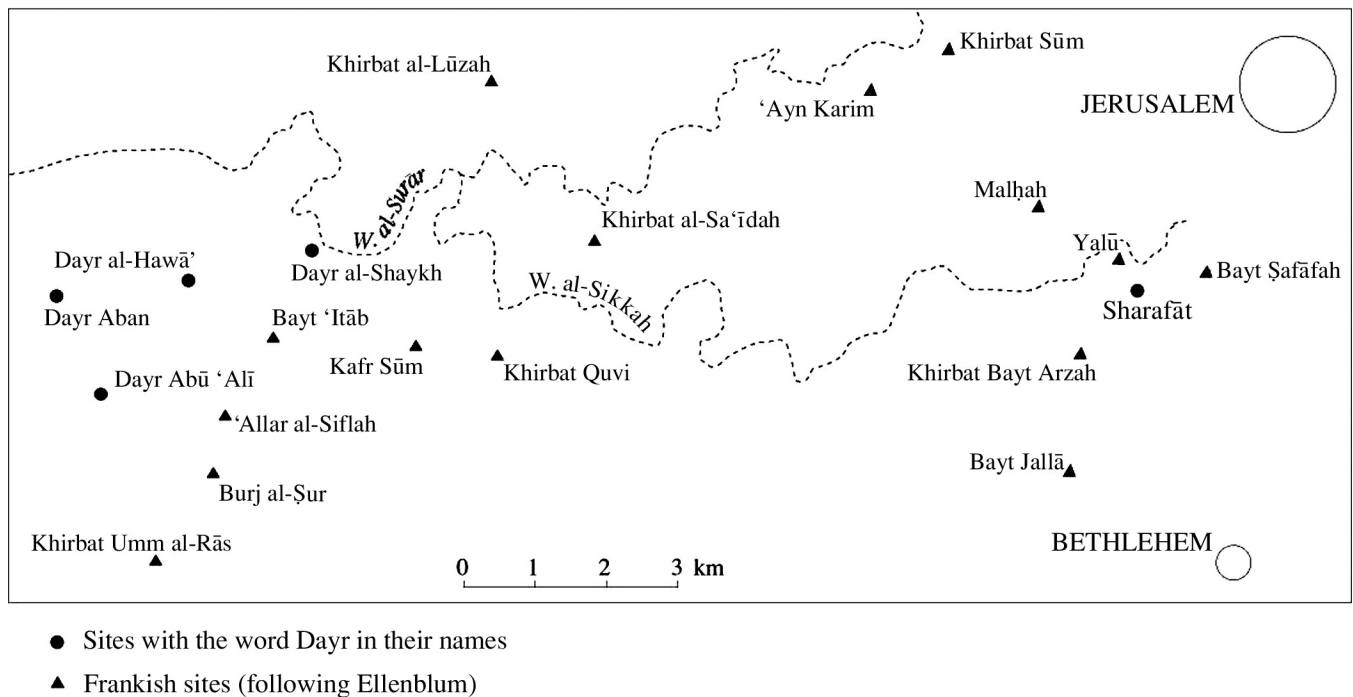 Khirbat Sūm
Khirbat al-Lūzah
‘Ayn Karim
JERUSALEM
W. al-Surār
Malḥah
Khirbat al-Sa‘īdah
Yalū
Dayr al-Hawā’
Dayr al-Shaykh
Bayt Ṣafāfah
W. al-Sikkah
Dayr Aban
Bayt ‘Itāb
Sharafāt
Kafr Sūm
Khirbat Quvi
Khirbat Bayt Arzah
Dayr Abū ‘Alī
‘Allar al-Siflah
Bayt Jallā
Burj al-Ṣur
Khirbat Umm al-Rās
BETHLEHEM
0 1 2 3 km
Sites with the word Dayr in their names
Frankish sites (following Ellenblum)